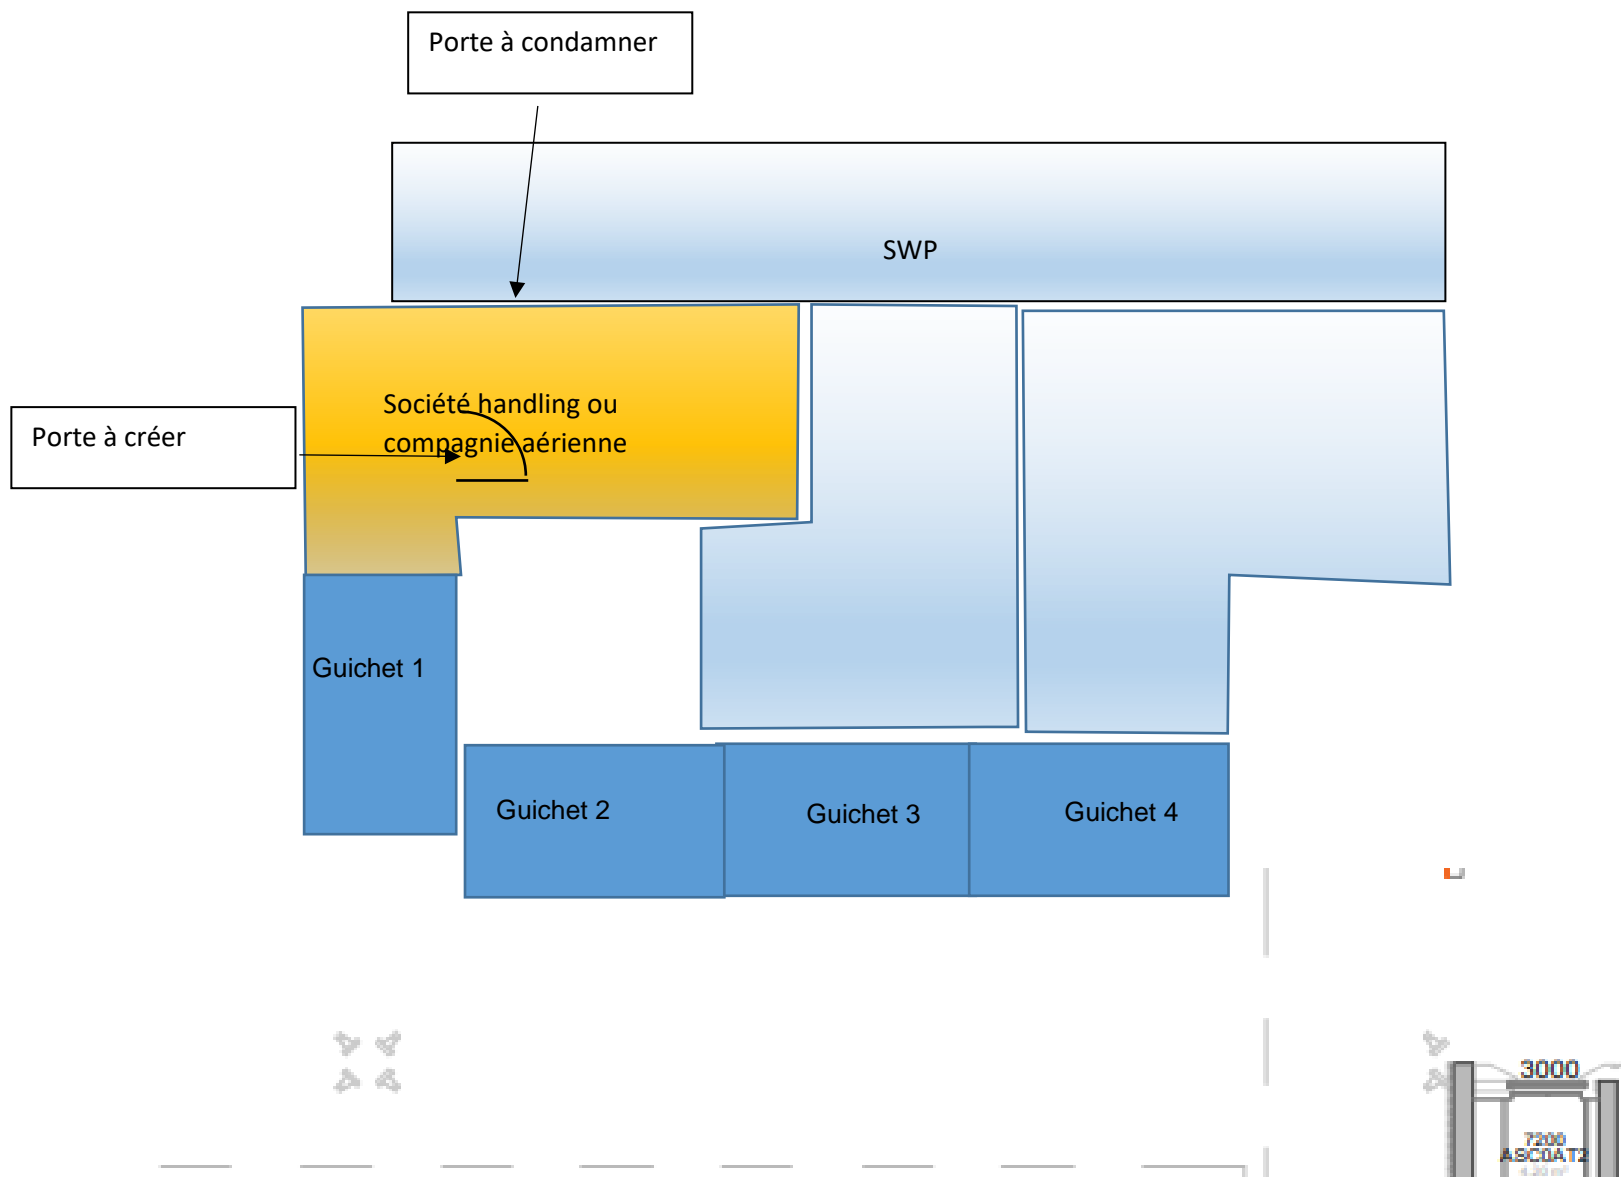 Porte à condamner
SWP
Société handling ou
compagnie aérienne
Porte à créer
Guichet 1
Guichet 2
Guichet 3
Guichet 4
3000
7200
ASC0AT2